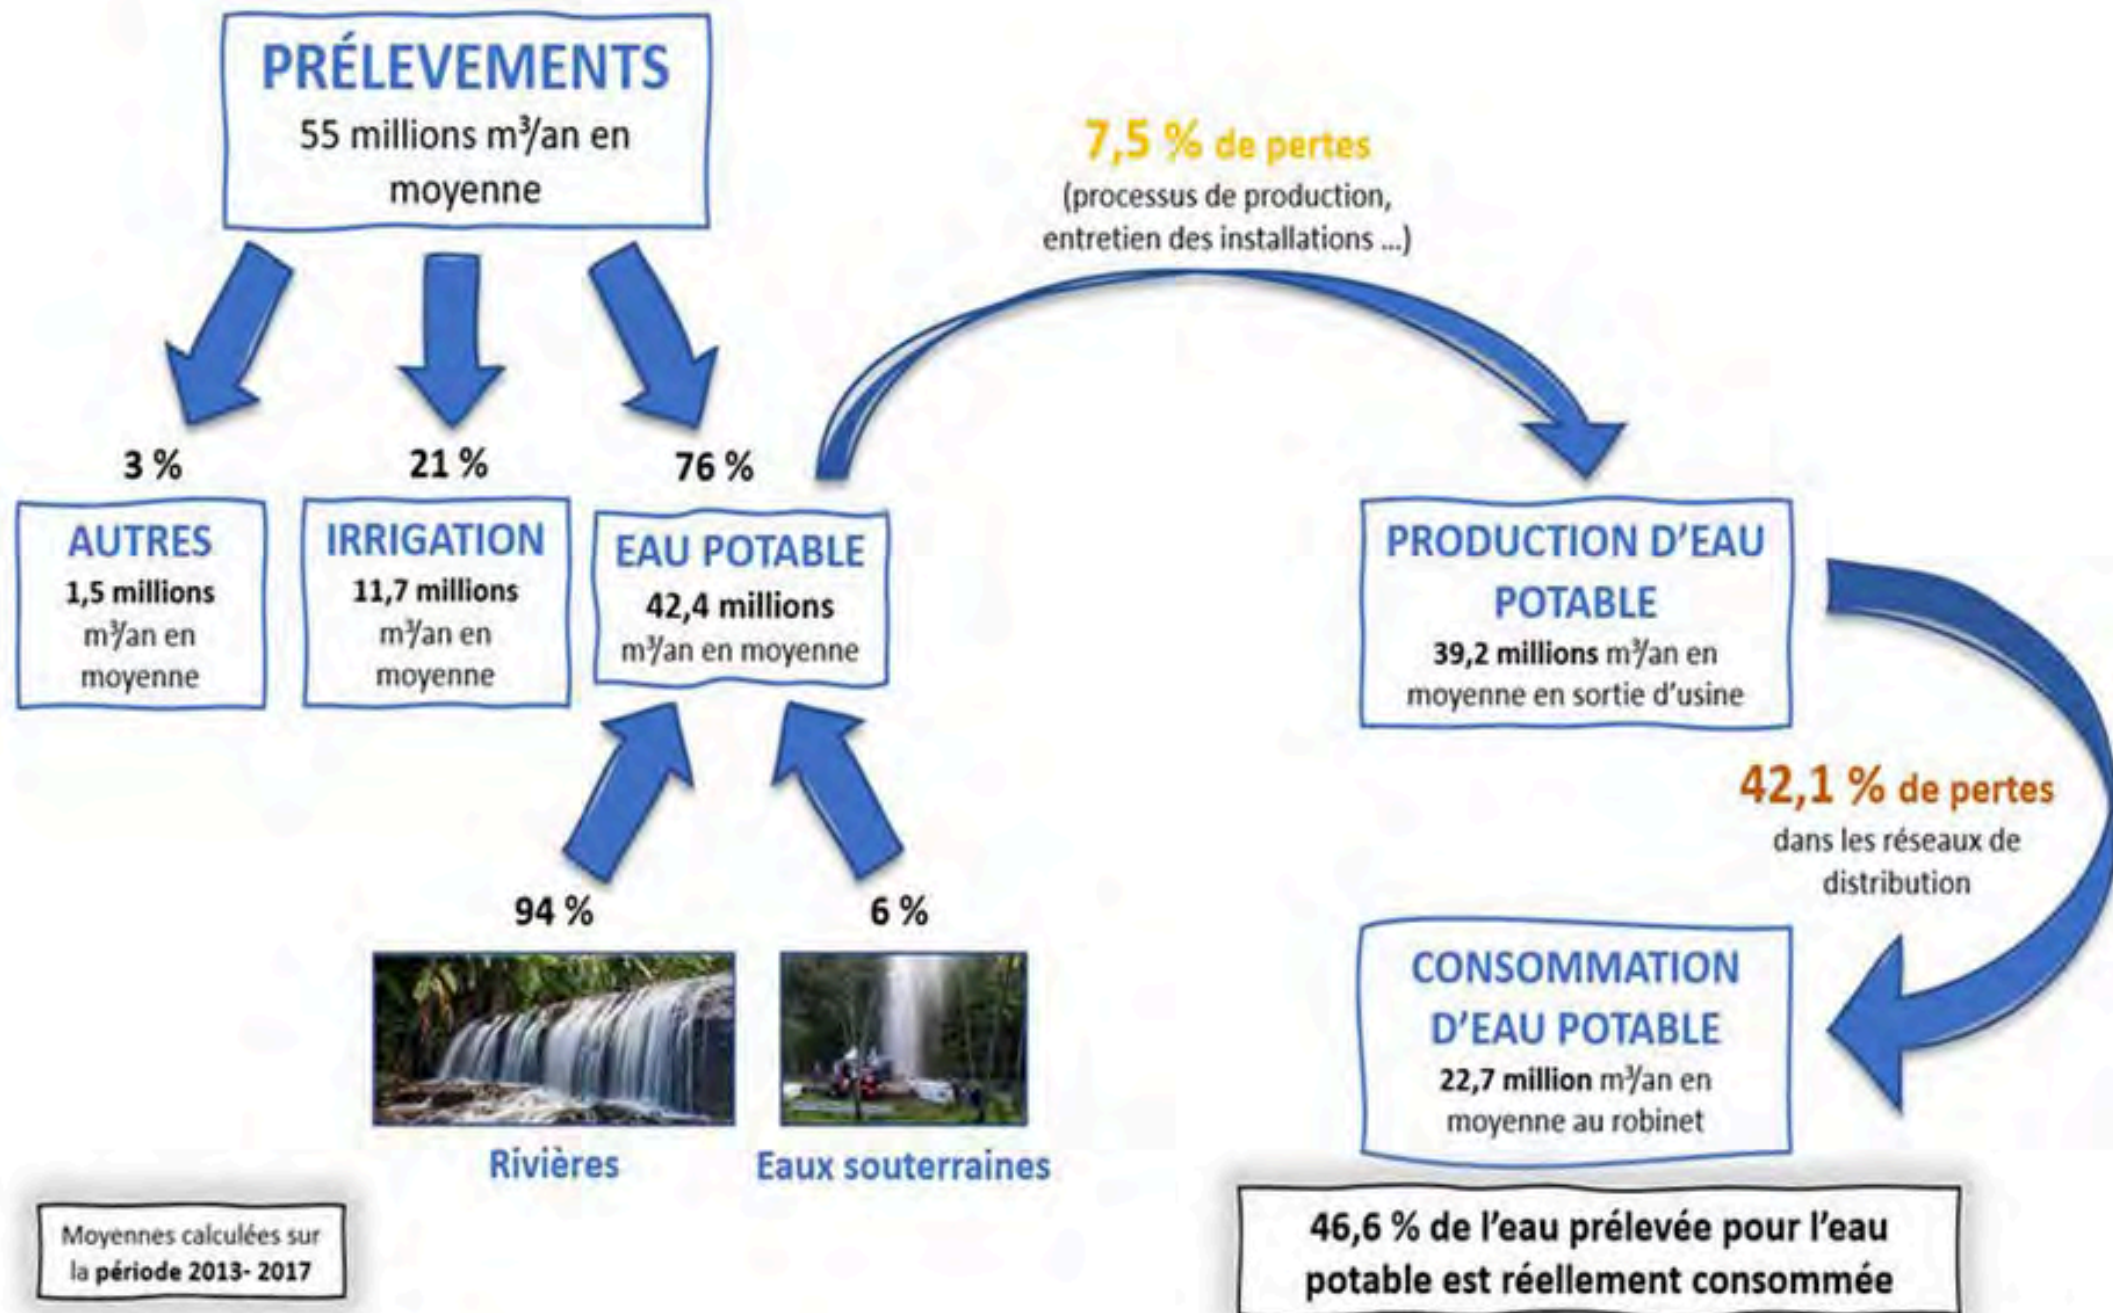 PRÉLEVEMENTS
55 millions m³/an en
moyenne
7,5 % de pertes
(processus de production,
entretien des installations ...)
3 %
21 %
76 %
AUTRES
1,5 millions
m³/an en
moyenne
IRRIGATION
11,7 millions
m³/an en
moyenne
EAU POTABLE
42,4 millions
m³/an en moyenne
PRODUCTION D'EAU
POTABLE
39,2 millions m³/an en
moyenne en sortie d'usine
42,1 % de pertes
dans les réseaux de
distribution
94 %
6 %
Rivières
Eaux souterraines
CONSOMMATION
D'EAU POTABLE
22,7 million m³/an en
moyenne au robinet
Moyennes calculées sur
la période 2013- 2017
46,6 % de l'eau prélevée pour l'eau
potable est réellement consommée